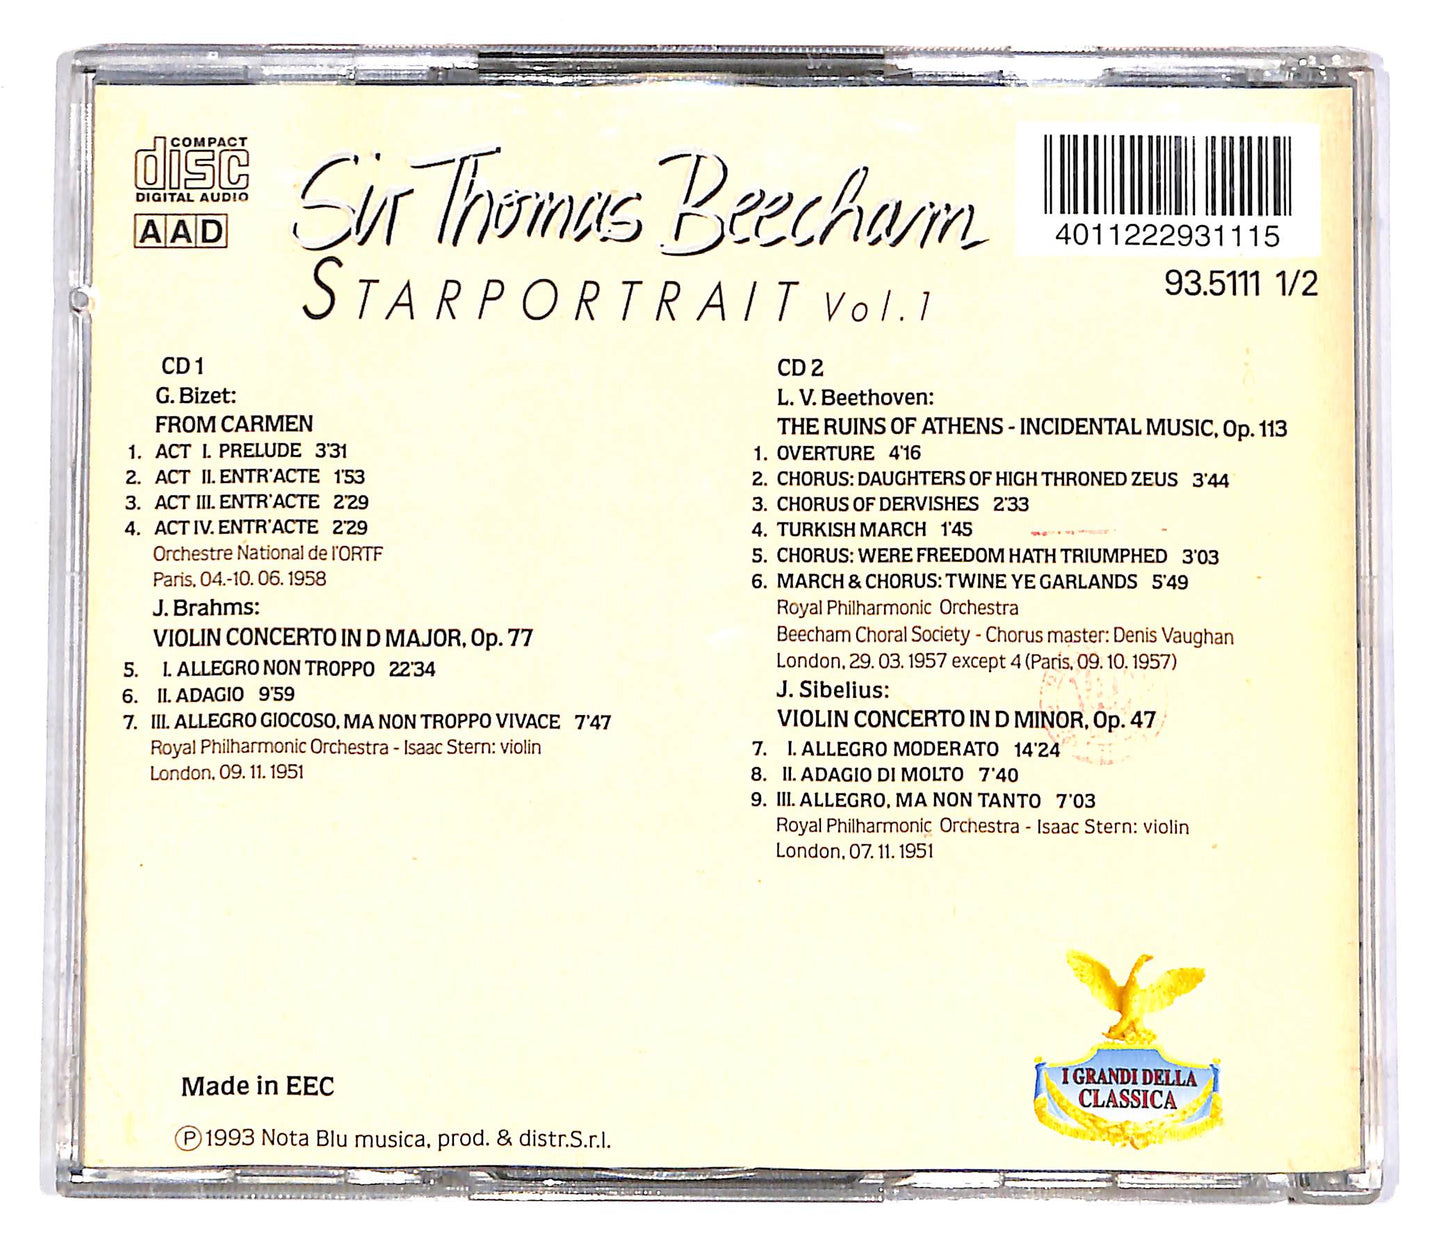 COMPACT
disc
DIGITAL AUDIO
AAD
Sir Thomas Beecham
STARPORTRAIT Vol.1
4011222931115
93.5111 1/2
CD 1
G. Bizet:
FROM CARMEN
1. ACT I. PRELUDE 3'31
2. ACT II. ENTR'ACTE 1'53
3. ACT III. ENTR'ACTE 2'29
4. ACT IV. ENTR'ACTE 2'29
Orchestre National de l'ORTF
Paris, 04.-10. 06. 1958
J. Brahms:
VIOLIN CONCERTO IN D MAJOR, Op. 77
5. I. ALLEGRO NON TROPPO 22'34
6. II. ADAGIO 9'59
7. III. ALLEGRO GIOCOSO, MA NON TROPPO VIVACE 7'47
Royal Philharmonic Orchestra - Isaac Stern: violin
London, 09. 11. 1951
CD 2
L. V. Beethoven:
THE RUINS OF ATHENS - INCIDENTAL MUSIC, Op. 113
1. OVERTURE 4'16
2. CHORUS: DAUGHTERS OF HIGH THRONED ZEUS 3'44
3. CHORUS OF DERVISHES 2'33
4. TURKISH MARCH 1'45
5. CHORUS: WERE FREEDOM HATH TRIUMPHED 3'03
6. MARCH & CHORUS: TWINE YE GARLANDS 5'49
Royal Philharmonic Orchestra
Beecham Choral Society - Chorus master: Denis Vaughan
London, 29. 03. 1957 except 4 (Paris, 09. 10. 1957)
J. Sibelius:
VIOLIN CONCERTO IN D MINOR, Op. 47
7. I. ALLEGRO MODERATO 14'24
8. II. ADAGIO DI MOLTO 7'40
9. III. ALLEGRO, MA NON TANTO 7'03
Royal Philharmonic Orchestra - Isaac Stern: violin
London, 07. 11. 1951
I GRANDI DELLA
CLASSICA
Made in EEC
Ⓟ 1993 Nota Blu musica, prod. & distr.S.r.l.